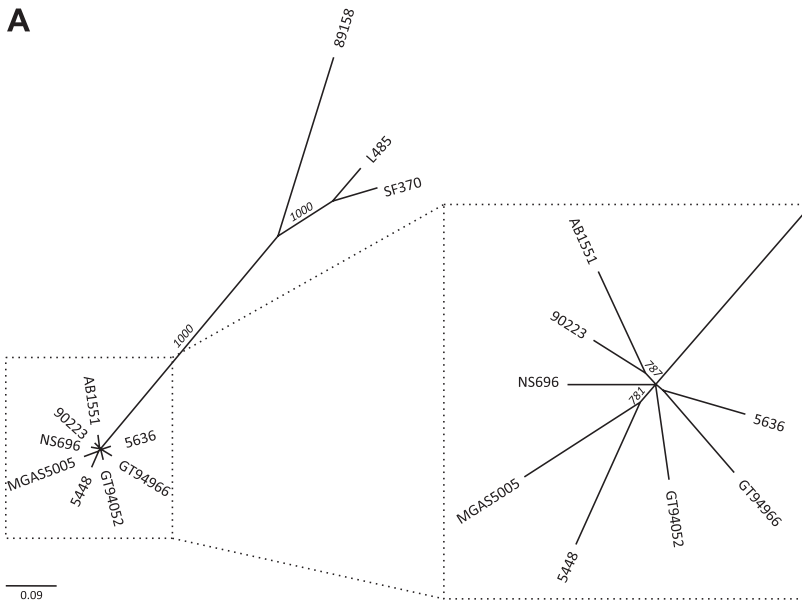 A
89158
L485
SF370
1000
1000
AB1551
90223
NS696
MGAS5005
5448
GT94052
GT94966
5636
0.09
AB1551
90223
787
NS696
781
5636
MGAS5005
GT94966
GT94052
5448